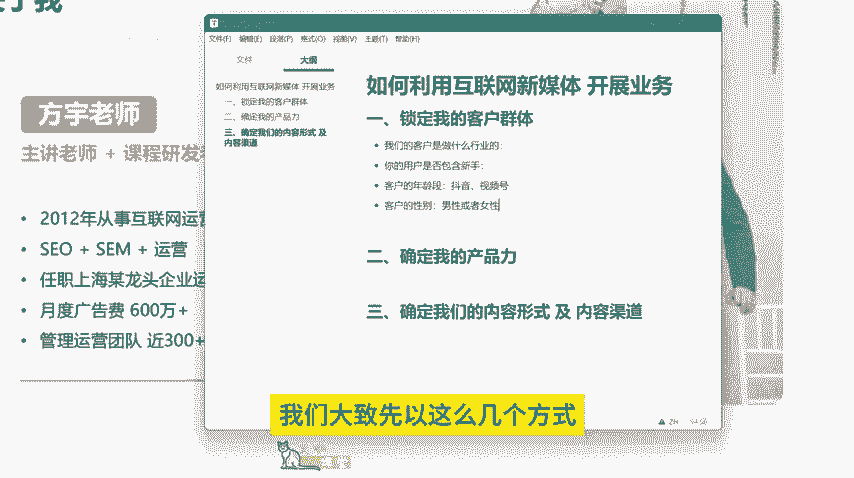 于了我
方宇老师
主讲老师 + 课程研发
• 2012年从事互联网运营
• SEO + SEM + 运营
• 任职上海某龙头企业运
• 月度广告费 600万+
• 管理运营团队 近300+
文件(F) 编辑(E) 段落(P) 格式(O) 视图(V) 主题(T) 帮助(H)
文件 大纲
如何利用互联网新媒体 开展业务
一、锁定我的客户群体
二、确定我的产品力
三、确定我们的内容形式 及
内容渠道
如何利用互联网新媒体 开展业务
一、锁定我的客户群体
• 我们的客户是做什么行业的：
• 你的用户是否包含新手：
• 客户的年龄段：抖音、视频号
• 客户的性别：男性或者女性
二、确定我的产品力
三、确定我们的内容形式 及 内容渠道
我们大致先以这么几个方式